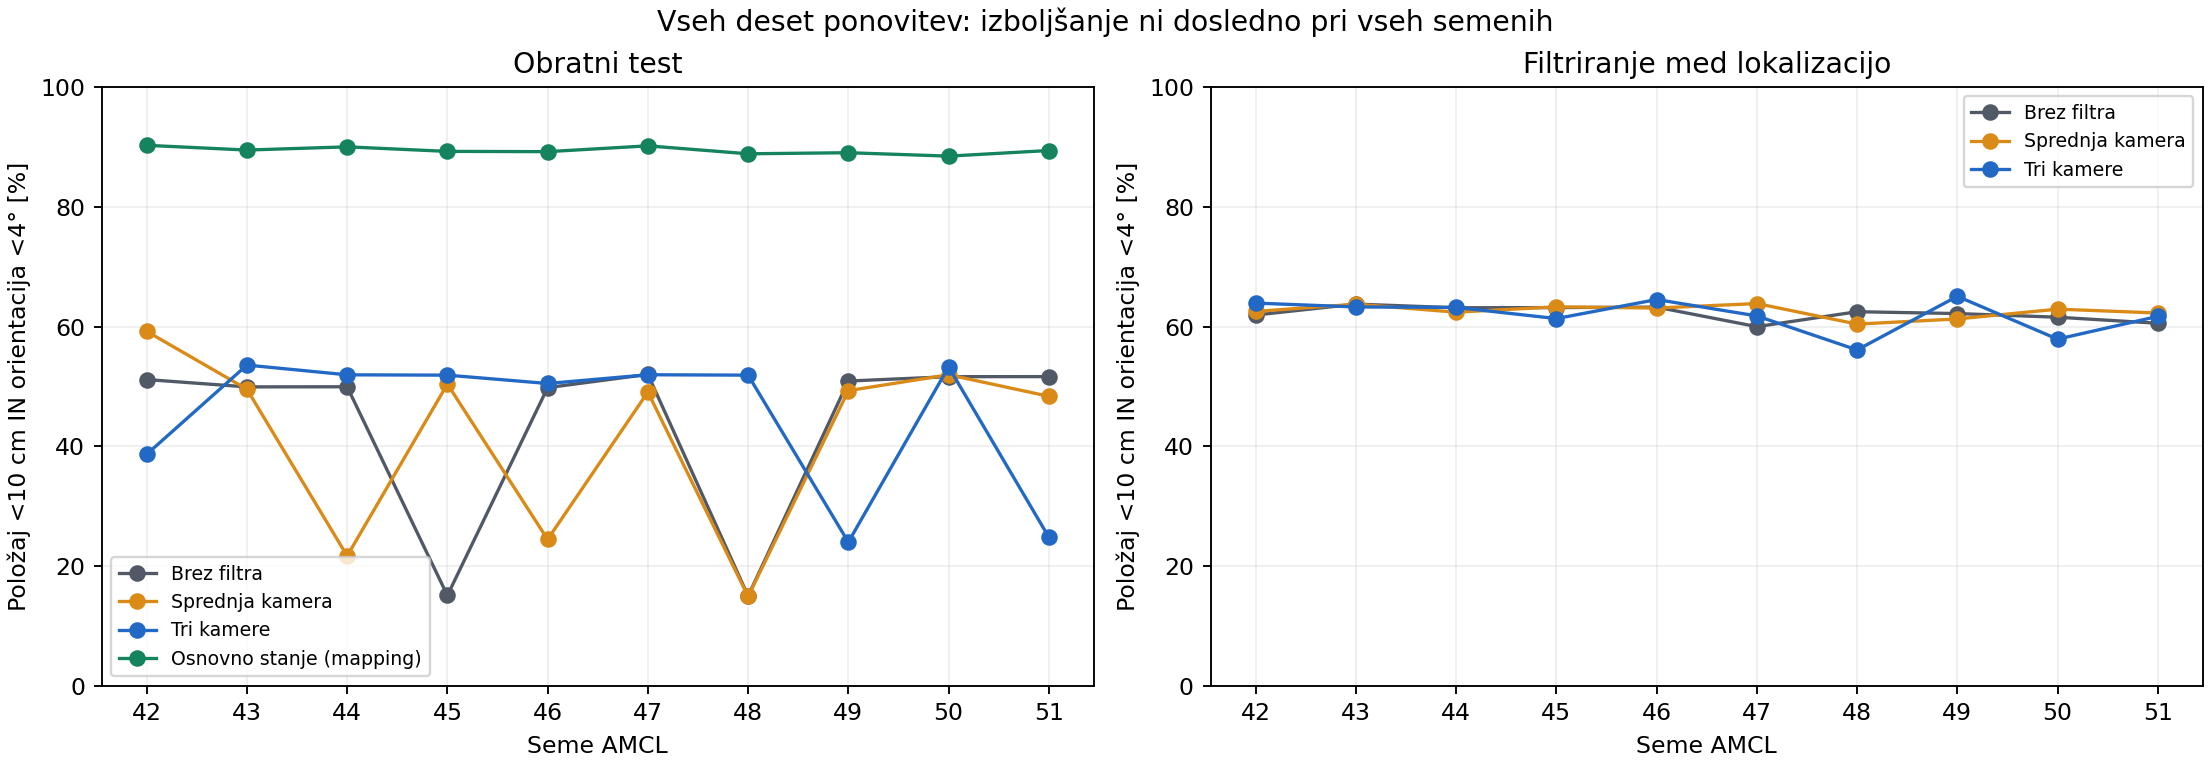 Vseh deset ponovitev: izboljšanje ni dosledno pri vseh semenih
Obratni test
Položaj <10 cm IN orientacija <4° [%]
100
80
60
40
20
0
Brez filtra
Sprednja kamera
Tri kamere
Osnovno stanje (mapping)
42 43 44 45 46 47 48 49 50 51
Seme AMCL
Filtriranje med lokalizacijo
Položaj <10 cm IN orientacija <4° [%]
100
80
60
40
20
0
Brez filtra
Sprednja kamera
Tri kamere
42 43 44 45 46 47 48 49 50 51
Seme AMCL